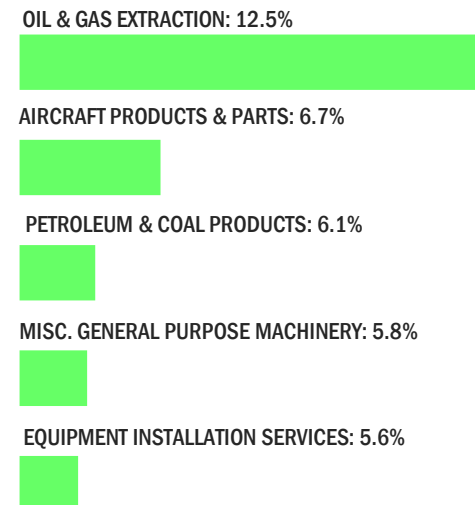 OIL & GAS EXTRACTION: 12.5%
AIRCRAFT PRODUCTS & PARTS: 6.7%
PETROLEUM & COAL PRODUCTS: 6.1%
MISC. GENERAL PURPOSE MACHINERY: 5.8%
EQUIPMENT INSTALLATION SERVICES: 5.6%